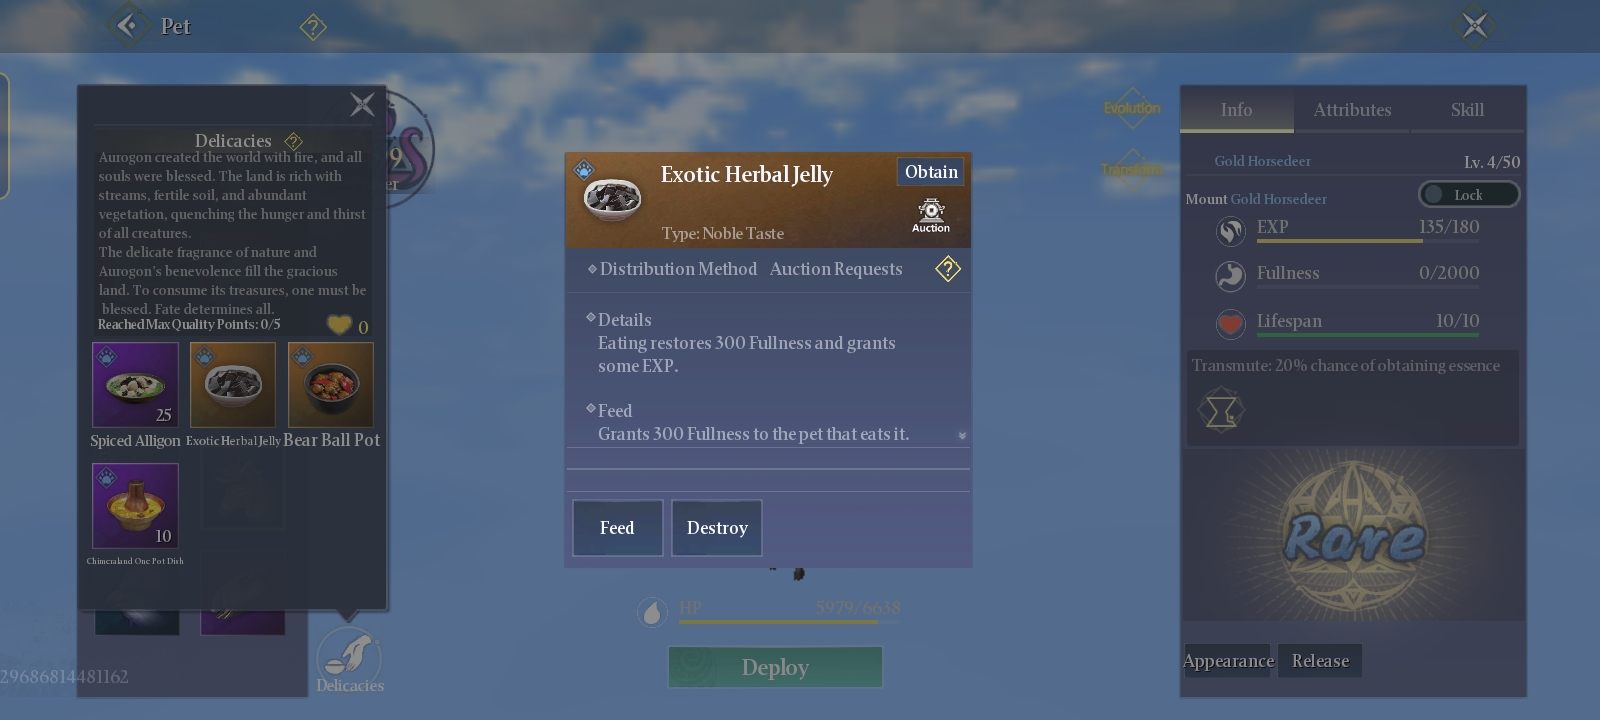 Pet
?
Delicacies ?
Aurogon created the world with fire, and all
souls were blessed. The land is rich with
streams, fertile soil, and abundant
vegetation, quenching the hunger and thirst
of all creatures.
The delicate fragrance of nature and
Aurogon's benevolence fill the gracious
land. To consume its treasures, one must be
blessed. Fate determines all.
Reached Max Quality Points: 0/5
0
25
Spiced Alligon
Exotic Herbal Jelly
Bear Ball Pot
10
Chimeraland One Pot Dish
29686814481162
Delicacies
Exotic Herbal Jelly
Obtain
Auction
Type: Noble Taste
Distribution Method Auction Requests ?
Details
Eating restores 300 Fullness and grants
some EXP.
Feed
Grants 300 Fullness to the pet that eats it.
Feed
Destroy
HP 5979/6638
Deploy
Evolution
Transform
Info
Attributes
Skill
Gold Horsedeer Lv. 4/50
Mount Gold Horsedeer
Lock
EXP 135/180
Fullness 0/2000
Lifespan 10/10
Transmute: 20% chance of obtaining essence
Rare
Appearance
Release